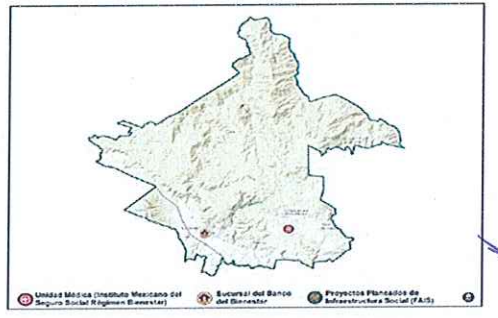 Unidad Médica (Instituto Mexicano del
Seguro Social Régimen Bienestar)
Sucursal del Banco
del Bienestar
Proyectos Planeados de
Infraestructura Social (FAIS)